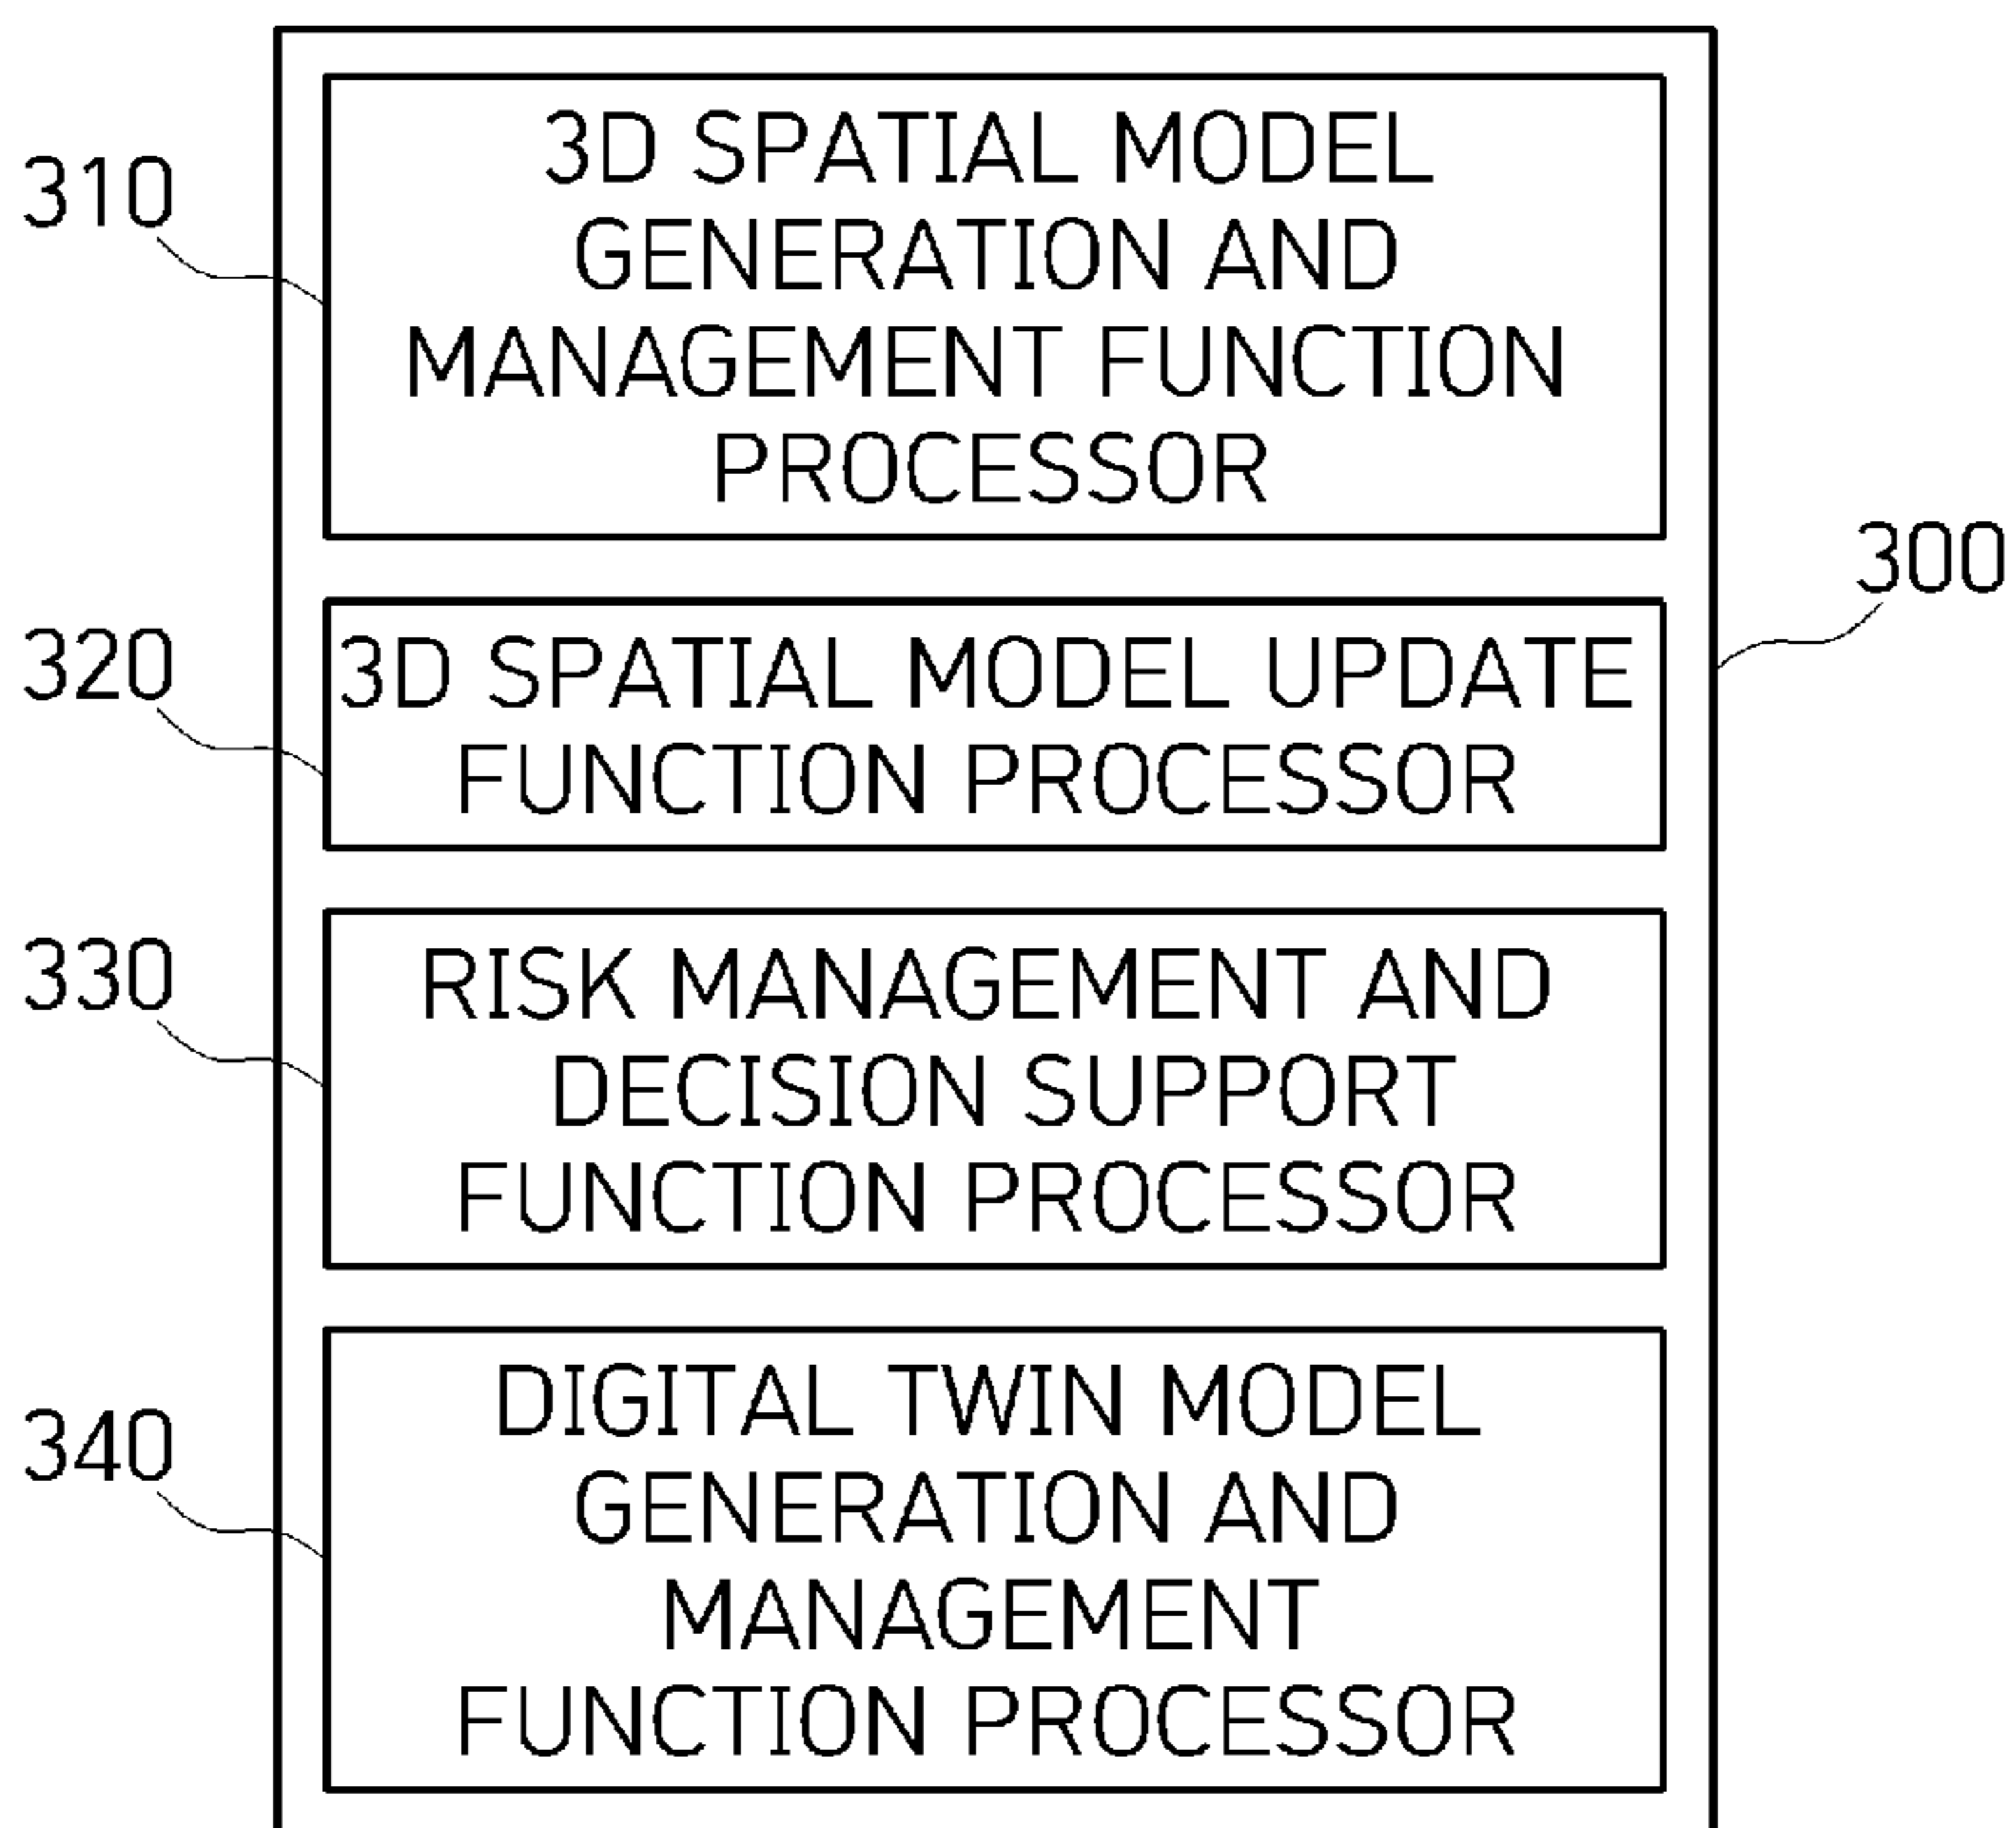 310
3D SPATIAL MODEL
GENERATION AND
MANAGEMENT FUNCTION
PROCESSOR
300
320
3D SPATIAL MODEL UPDATE
FUNCTION PROCESSOR
330
RISK MANAGEMENT AND
DECISION SUPPORT
FUNCTION PROCESSOR
340
DIGITAL TWIN MODEL
GENERATION AND
MANAGEMENT
FUNCTION PROCESSOR